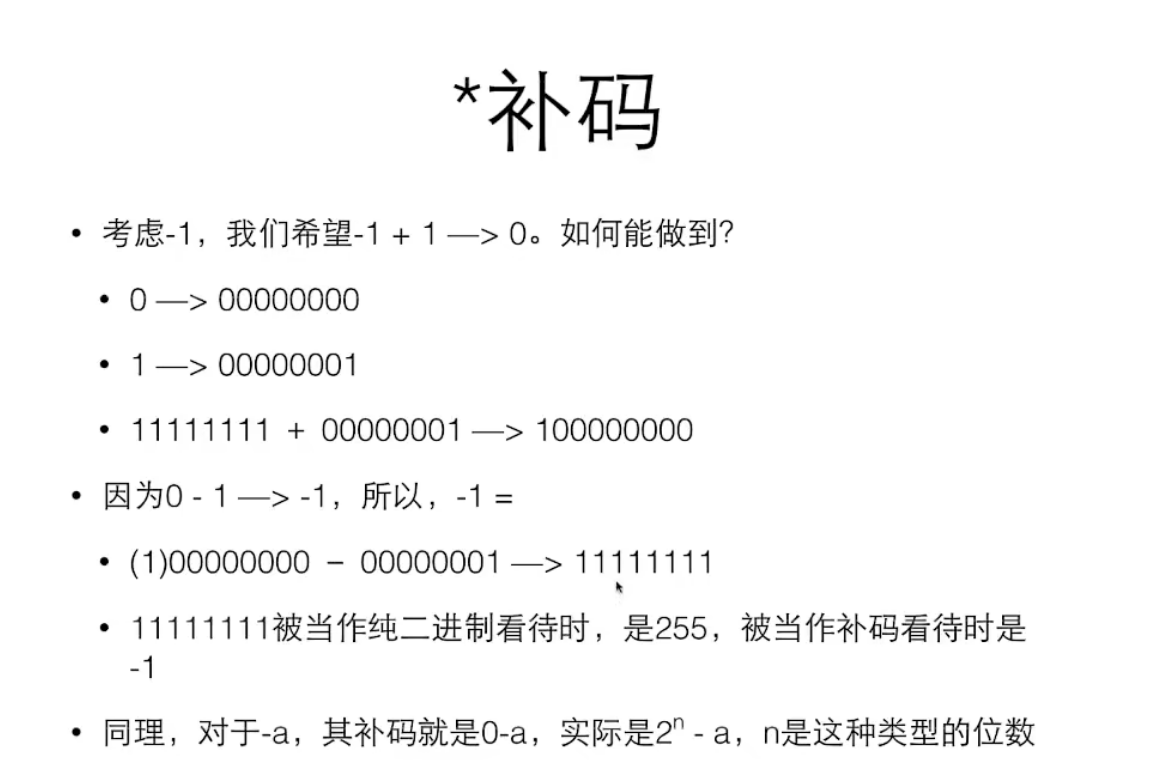 *补码
• 考虑-1，我们希望-1 + 1 —> 0。如何能做到？
• 0 —> 00000000
• 1 —> 00000001
• 11111111 + 00000001 —> 100000000
• 因为0 - 1 —> -1，所以，-1 =
• (1)00000000 – 00000001 —> 11111111
• 11111111被当作纯二进制看待时，是255，被当作补码看待时是
-1
• 同理，对于-a，其补码就是0-a，实际是2ⁿ - a，n是这种类型的位数